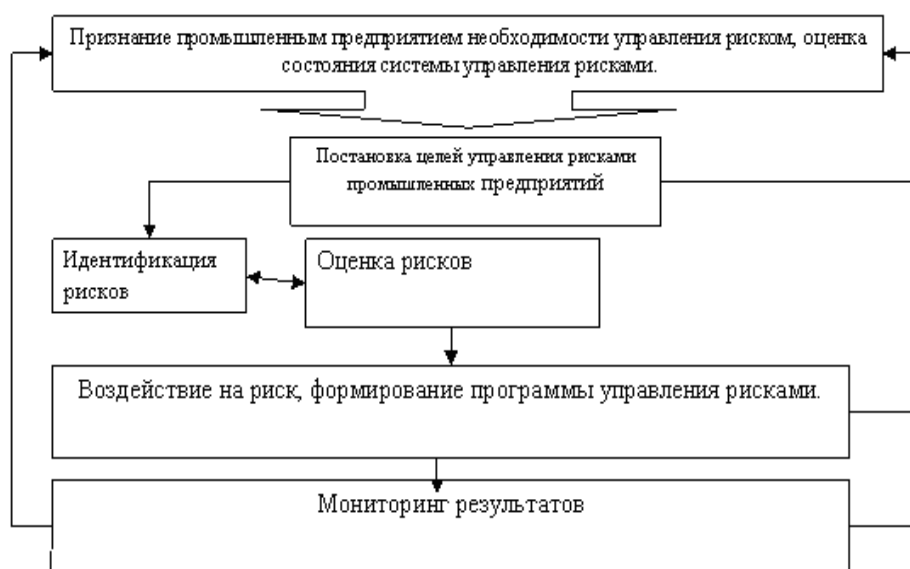 Признание промышленным предприятием необходимости управления риском, оценка
состояния системы управления рисками.
Постановка целей управления рисками
промышленных предприятий
Идентификация
рисков
Оценка рисков
Воздействие на риск, формирование программы управления рисками.
Мониторинг результатов